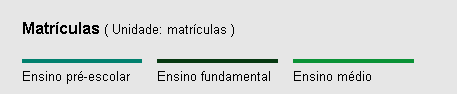 Matrículas ( Unidade: matrículas )
Ensino pré-escolar Ensino fundamental Ensino médio